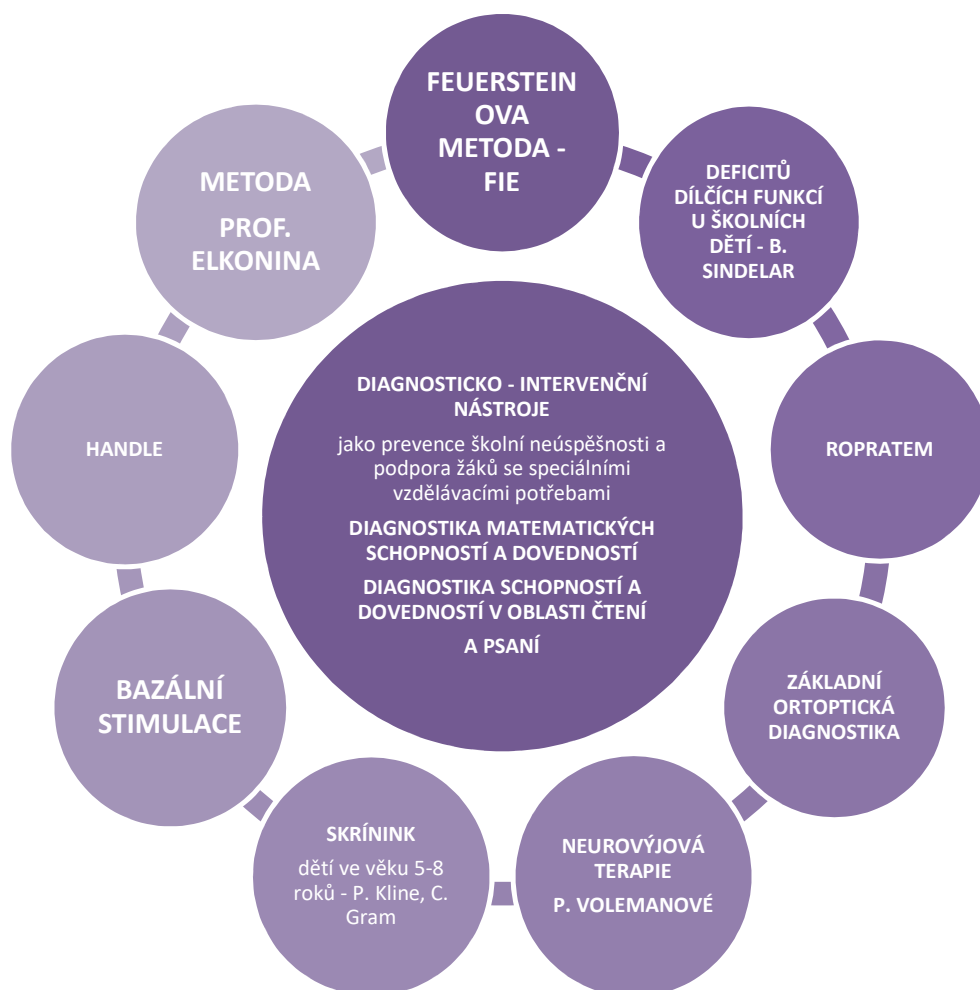 FEUERSTEIN
OVA
METODA -
FIE
DEFICITŮ
DÍLČÍCH FUNKCÍ
U ŠKOLNÍCH
DĚTÍ - B.
SINDELAR
ROPRATEM
ZÁKLADNÍ
ORTOPTICKÁ
DIAGNOSTIKA
NEUROVÝJOVÁ
TERAPIE
P. VOLEMANOVÉ
SKRÍNINK
dětí ve věku 5-8
roků - P. Kline, C.
Gram
BAZÁLNÍ
STIMULACE
HANDLE
METODA
PROF.
ELKONINA
DIAGNOSTICKO - INTERVENČNÍ
NÁSTROJE
jako prevence školní neúspěšnosti a
podpora žáků se speciálními
vzdělávacími potřebami
DIAGNOSTIKA MATEMATICKÝCH
SCHOPNOSTÍ A DOVEDNOSTÍ
DIAGNOSTIKA SCHOPNOSTÍ A
DOVEDNOSTÍ V OBLASTI ČTENÍ
A PSANÍ